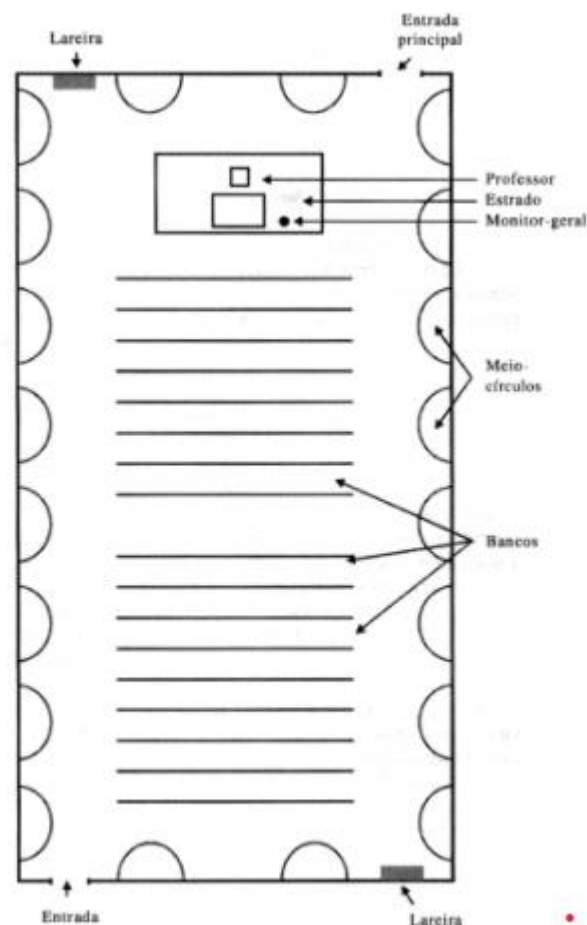 Lareira
Entrada
principal
Professor
Estrado
Monitor-geral
Meio-
círculos
Bancos
Entrada
Lareira